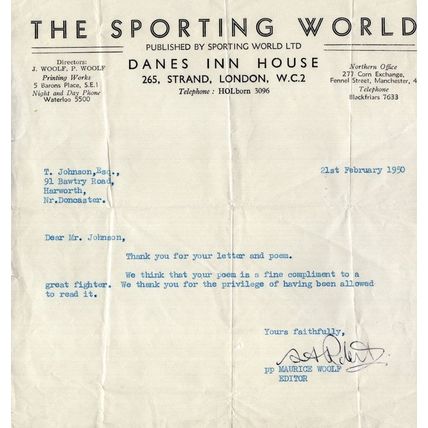 THE SPORTING WORLD
PUBLISHED BY SPORTING WORLD LTD
DANES INN HOUSE
265, STRAND, LONDON, W.C.2
Telephone : HOLborn 3096
Directors:
J. WOOLF, P. WOOLF
Printing Works
5 Barons Place, S.E.1
Night and Day Phone
Waterloo 5500
Northern Office
277 Corn Exchange,
Fennel Street, Manchester, 4
Telephone
Blackfriars 7633
T. Johnson,Esq.,
91 Bawtry Road,
Harworth,
Nr.Doncaster.
21st February 1950
Dear Mr. Johnson,
Thank you for your letter and poem.
We think that your poem is a fine compliment to a
great fighter. We thank you for the privilege of having been allowed
to read it.
Yours faithfully,
pp MAURICE WOOLF
EDITOR